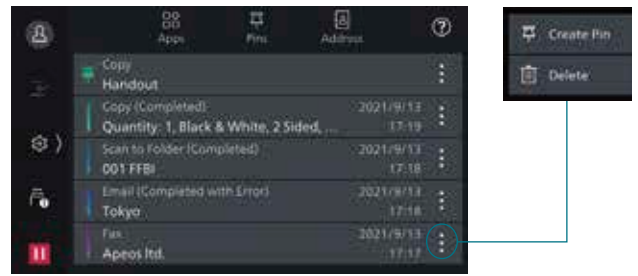 Apps
Pins
Address
Copy
Handout
Copy (Completed)
2021/9/13
Quantity: 1, Black & White, 2 Sided, ...
17:19
Scan to Folder (Completed)
2021/9/13
001 FFBI
17:18
Email (Completed with Error)
2021/9/13
Tokyo
17:18
Fax
2021/9/13
Apeos ltd.
17:17
Create Pin
Delete